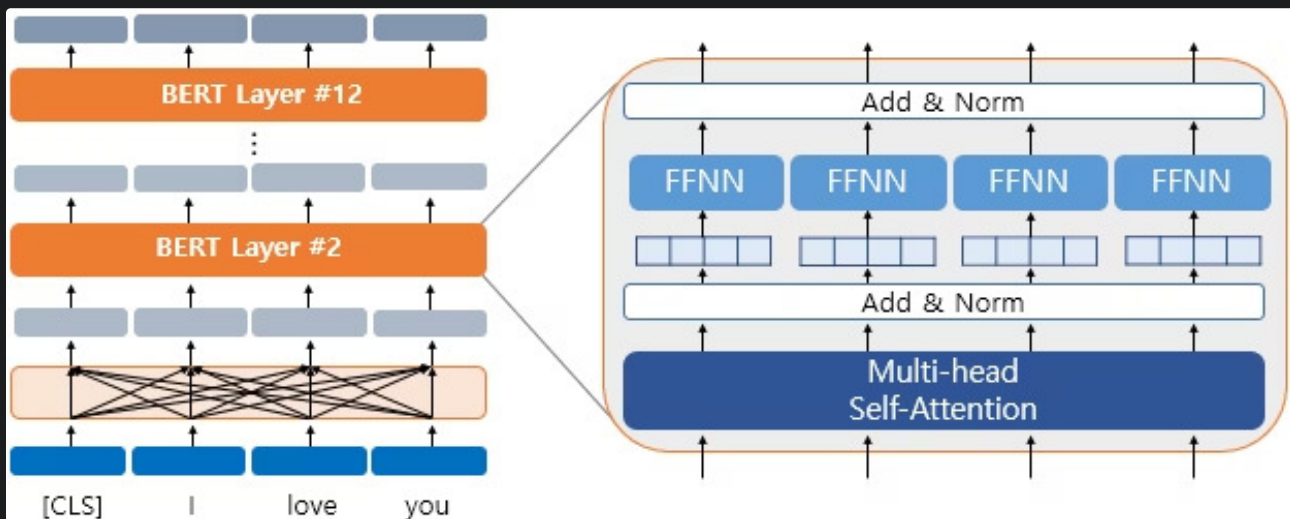 BERT Layer #12
⋮
BERT Layer #2
[CLS] I love you
Add & Norm
FFNN FFNN FFNN FFNN
Add & Norm
Multi-head
Self-Attention